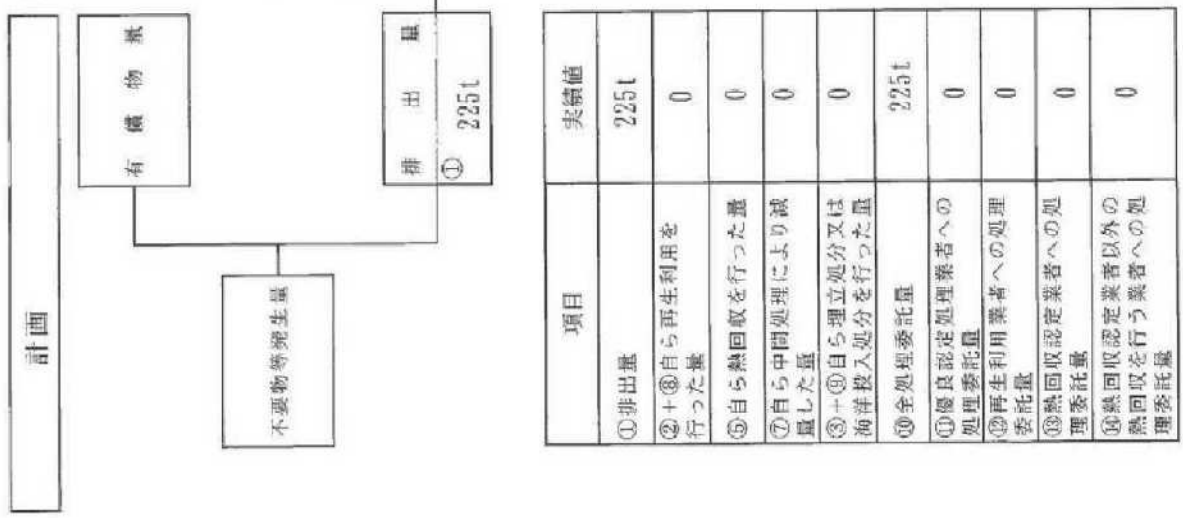 計画
有償物量
不要物等発生量
排出量
① 225t
項目 実績値
①排出量 225t
②+⑧自ら再生利用を
行った量 0
⑤自ら熱回収を行った量 0
⑦自ら中間処理により減
量した量 0
③+⑨自ら埋立処分又は
海洋投入処分を行った量 0
⑩全処理委託量 225t
⑪優良認定処理業者への
処理委託量 0
⑫再生利用業者への処理
委託量 0
⑬熱回収認定業者への処
理委託量 0
⑭熱回収認定業者以外の
熱回収を行う業者への処
理委託量 0